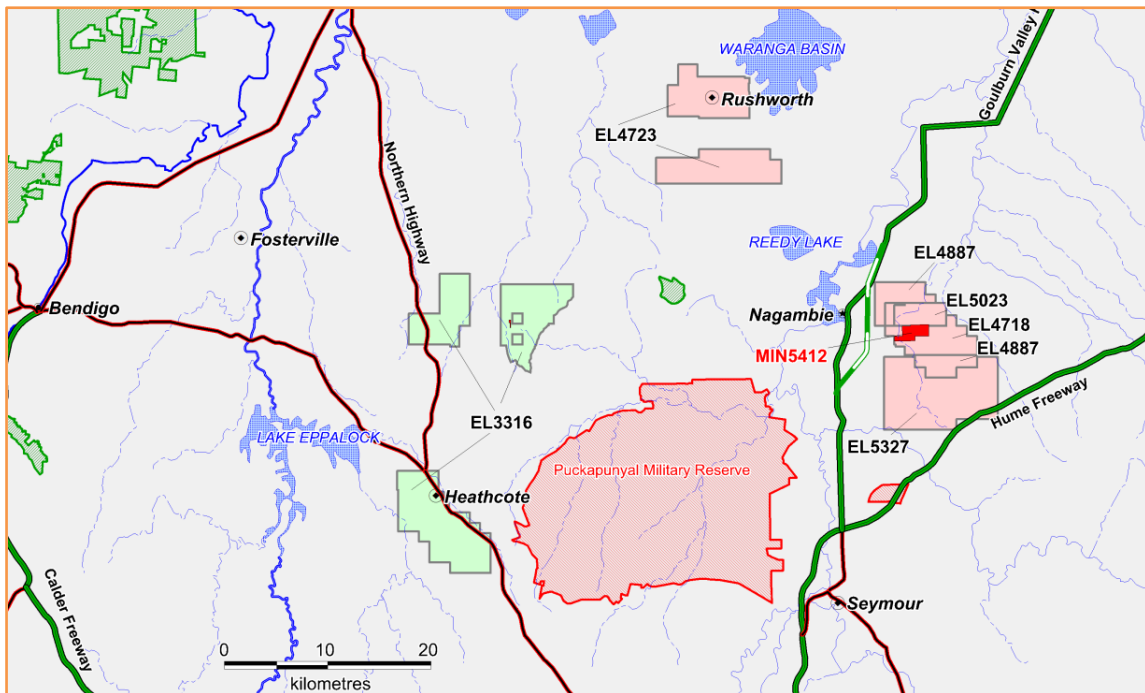 WARANGA BASIN
Goulburn Valley H
Rushworth
EL4723
Northern Highway
Fosterville
REEDY LAKE
EL4887
Bendigo
EL5023
Nagambie
EL4718
MIN5412
EL4887
Hume Freeway
EL3316
LAKE EPPALOCK
EL5327
Puckapunyal Military Reserve
Heathcote
Calder Freeway
Seymour
0 10 20
kilometres